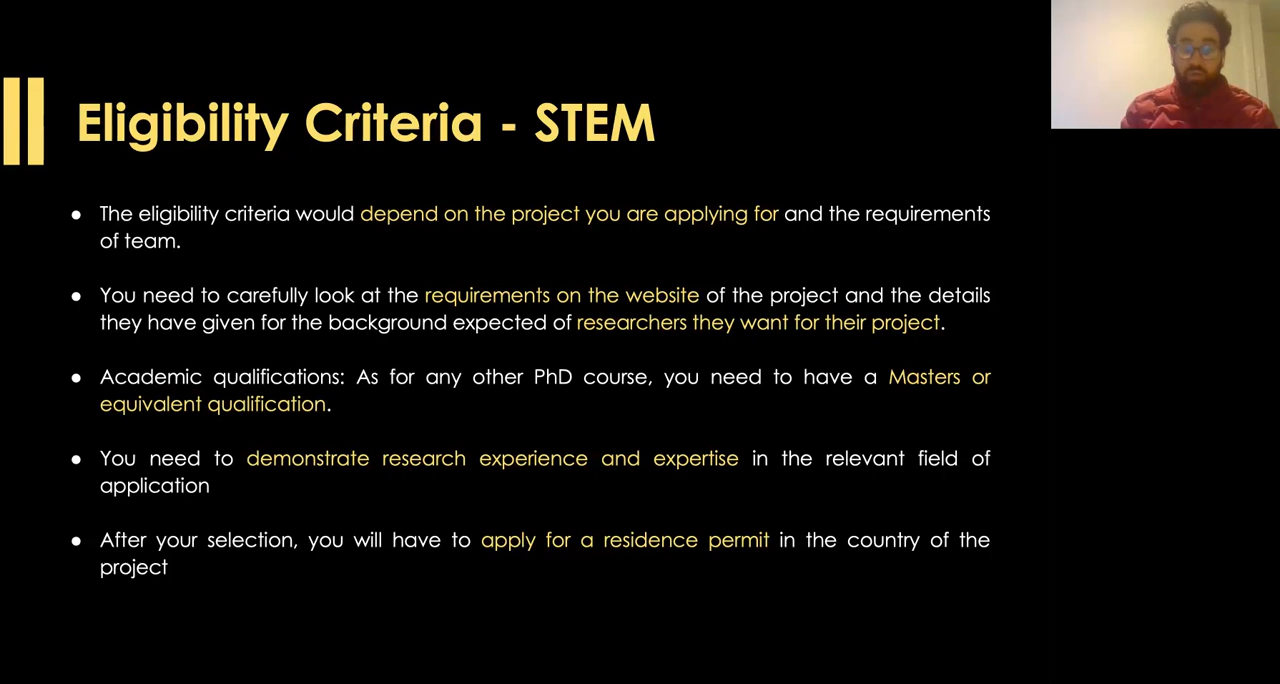 Eligibility Criteria - STEM
● The eligibility criteria would depend on the project you are applying for and the requirements
of team.
● You need to carefully look at the requirements on the website of the project and the details
they have given for the background expected of researchers they want for their project.
● Academic qualifications: As for any other PhD course, you need to have a Masters or
equivalent qualification.
● You need to demonstrate research experience and expertise in the relevant field of
application
● After your selection, you will have to apply for a residence permit in the country of the
project